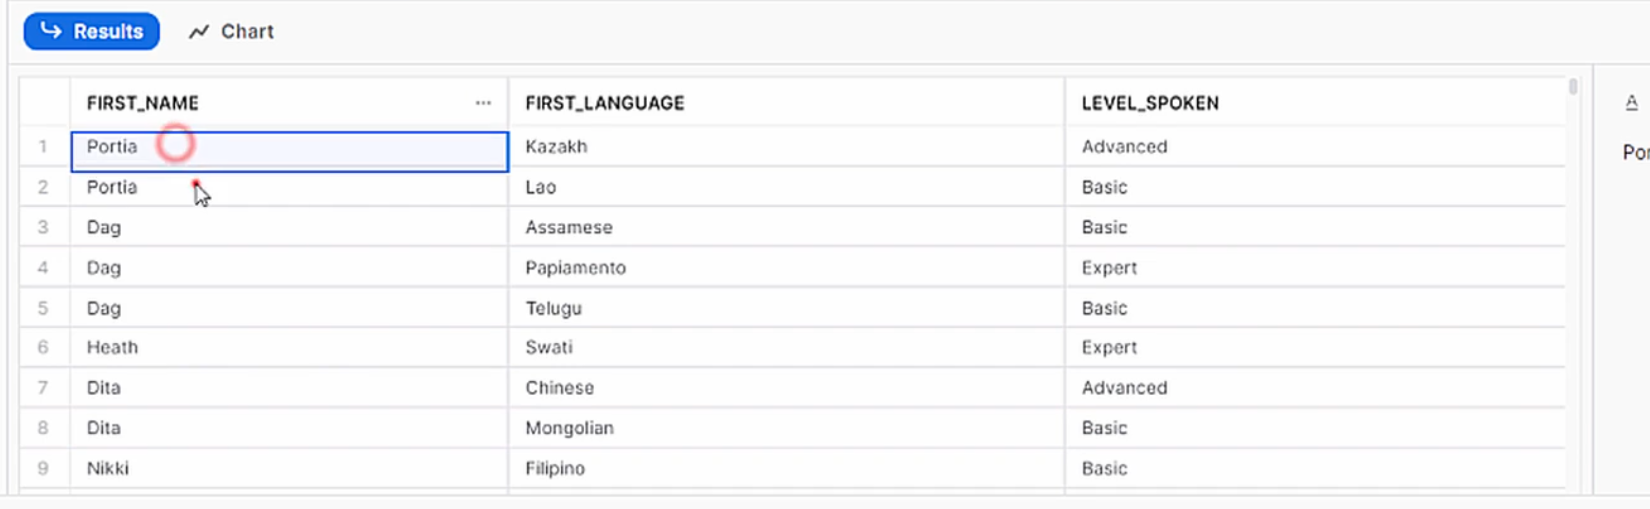 Results Chart
FIRST_NAME ... FIRST_LANGUAGE LEVEL_SPOKEN A
1 Portia Kazakh Advanced Por
2 Portia Lao Basic
3 Dag Assamese Basic
4 Dag Papiamento Expert
5 Dag Telugu Basic
6 Heath Swati Expert
7 Dita Chinese Advanced
8 Dita Mongolian Basic
9 Nikki Filipino Basic